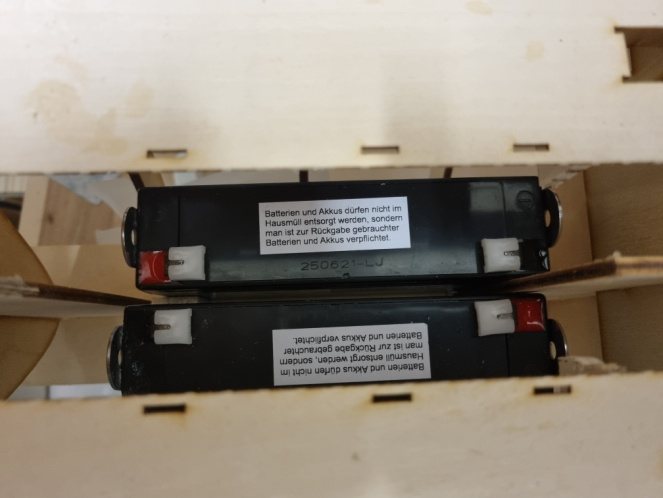 Batterien und Akkus dürfen nicht im
Hausmüll entsorgt werden, sondern
man ist zur Rückgabe gebrauchter
Batterien und Akkus verpflichtet.
250621-LJ
Batterien und Akkus dürfen nicht im
Hausmüll entsorgt werden, sondern
man ist zur Rückgabe gebrauchter
Batterien und Akkus verpflichtet.